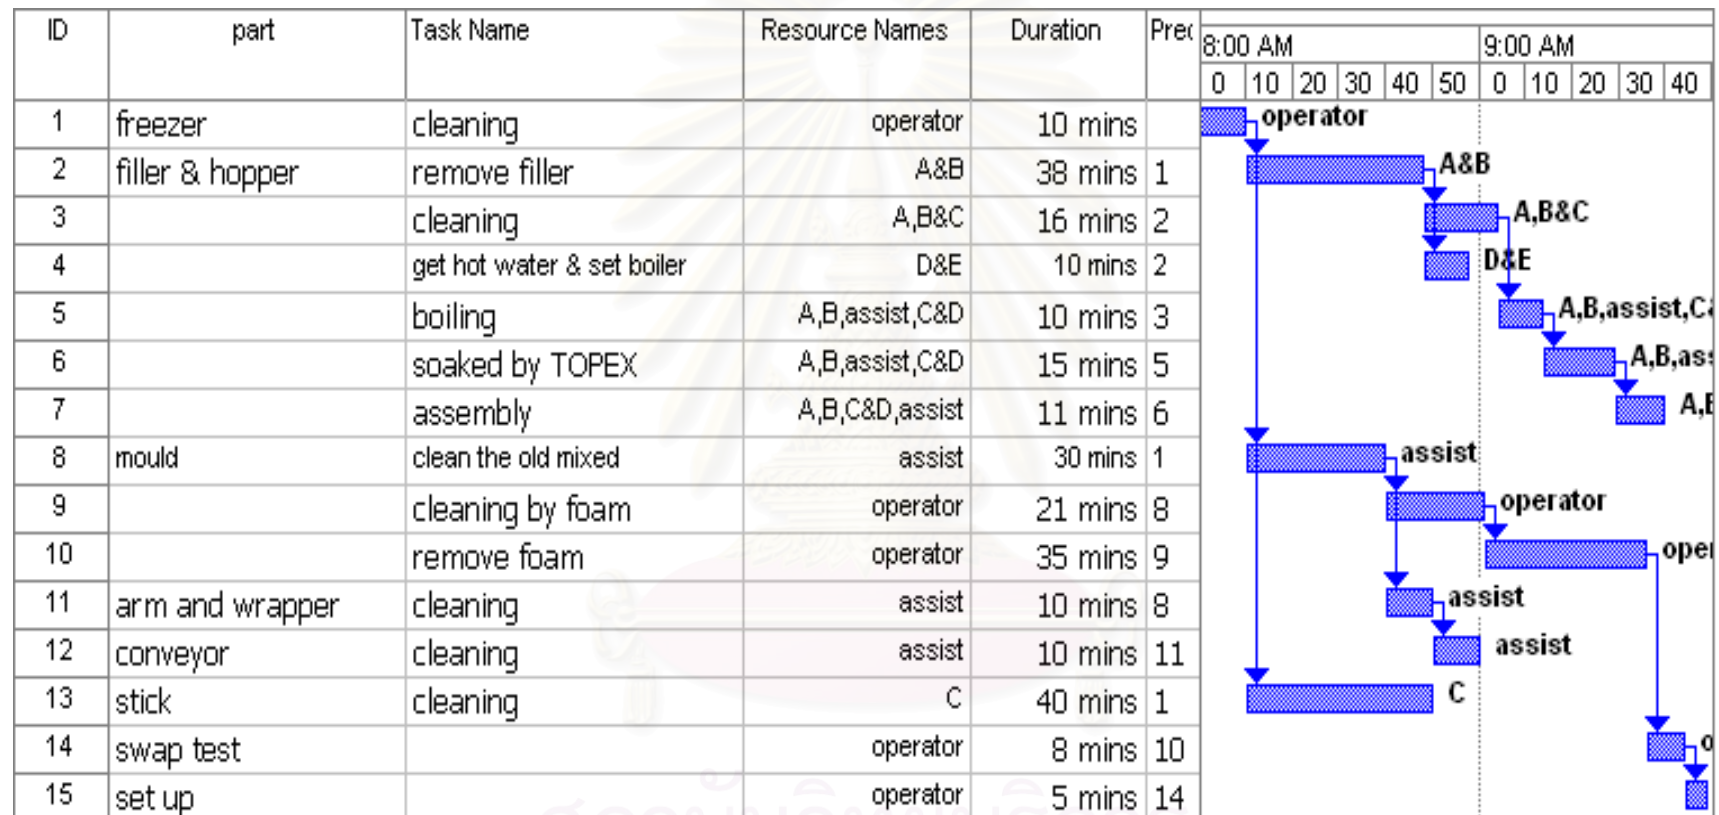 ID part Task Name Resource Names Duration Prec
8:00 AM 9:00 AM
0 10 20 30 40 50 0 10 20 30 40
1 freezer cleaning operator 10 mins operator
2 filler & hopper remove filler A&B 38 mins 1 A&B
3 cleaning A,B&C 16 mins 2 A,B&C
4 get hot water & set boiler D&E 10 mins 2 D&E
5 boiling A,B,assist,C&D 10 mins 3 A,B,assist,C&
6 soaked by TOPEX A,B,assist,C&D 15 mins 5 A,B,ass
7 assembly A,B,C&D,assist 11 mins 6 A,B
8 mould clean the old mixed assist 30 mins 1 assist
9 cleaning by foam operator 21 mins 8 operator
10 remove foam operator 35 mins 9 oper
11 arm and wrapper cleaning assist 10 mins 8 assist
12 conveyor cleaning assist 10 mins 11 assist
13 stick cleaning C 40 mins 1 C
14 swap test operator 8 mins 10 o
15 set up operator 5 mins 14